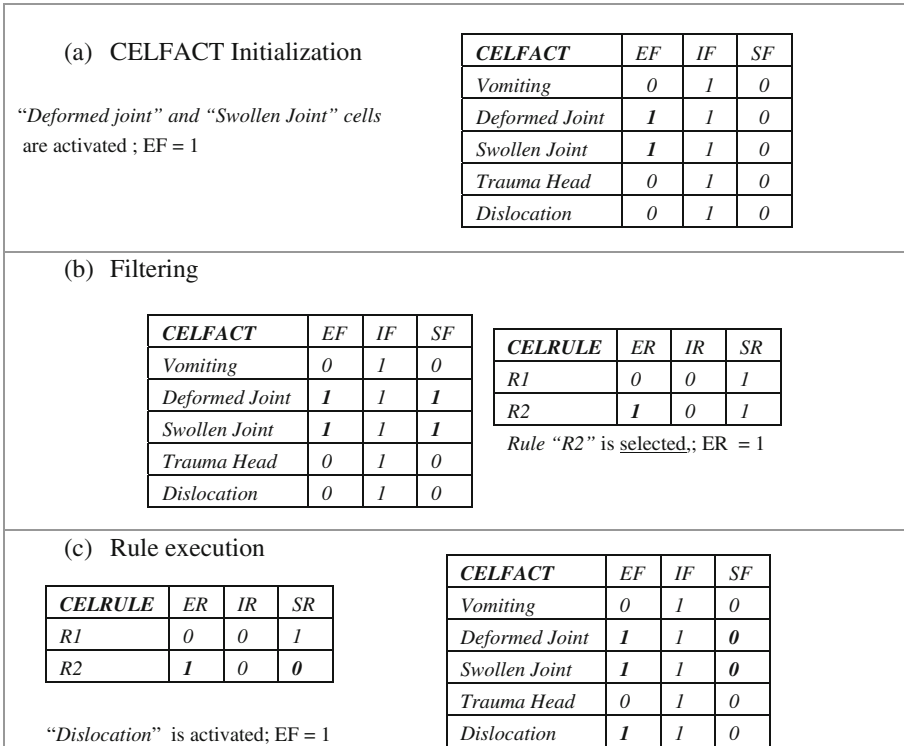 (a) CELFACT Initialization
"Deformed joint" and "Swollen Joint" cells
are activated ; EF = 1
CELFACT EF IF SF
Vomiting 0 1 0
Deformed Joint 1 1 0
Swollen Joint 1 1 0
Trauma Head 0 1 0
Dislocation 0 1 0
(b) Filtering
CELFACT EF IF SF
Vomiting 0 1 0
Deformed Joint 1 1 1
Swollen Joint 1 1 1
Trauma Head 0 1 0
Dislocation 0 1 0
CELRULE ER IR SR
R1 0 0 1
R2 1 0 1
Rule "R2" is selected,; ER = 1
(c) Rule execution
CELRULE ER IR SR
R1 0 0 1
R2 1 0 0
"Dislocation" is activated; EF = 1
CELFACT EF IF SF
Vomiting 0 1 0
Deformed Joint 1 1 0
Swollen Joint 1 1 0
Trauma Head 0 1 0
Dislocation 1 1 0